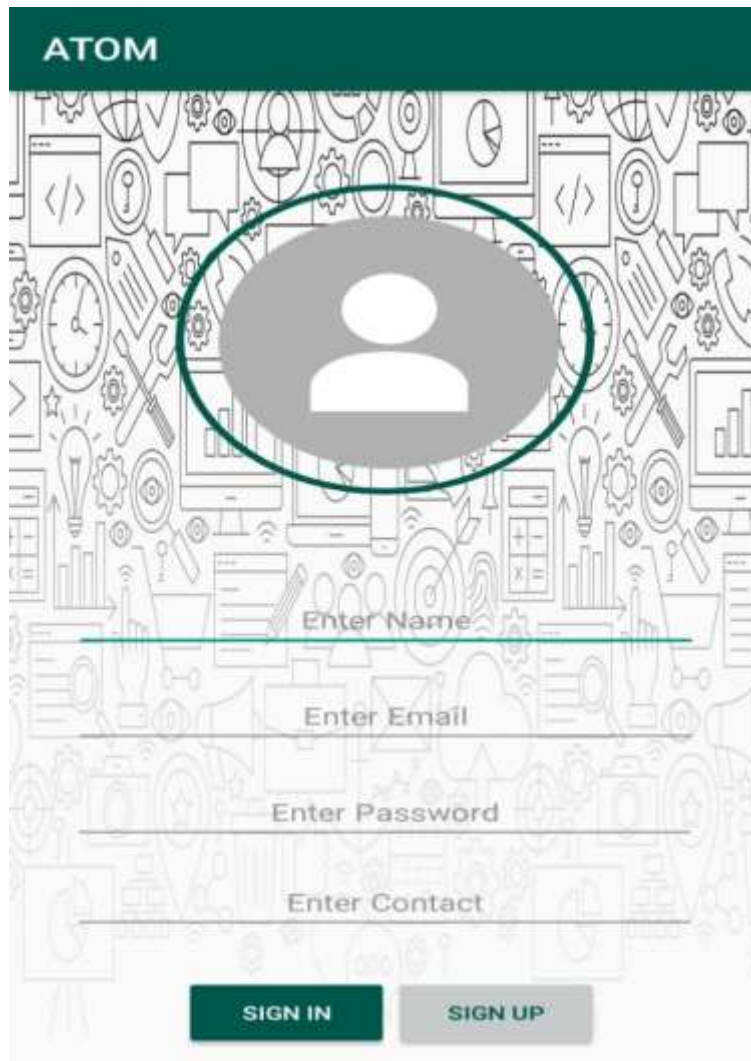 ATOM
</>
</>
Enter Name
Enter Email
Enter Password
Enter Contact
SIGN IN SIGN UP